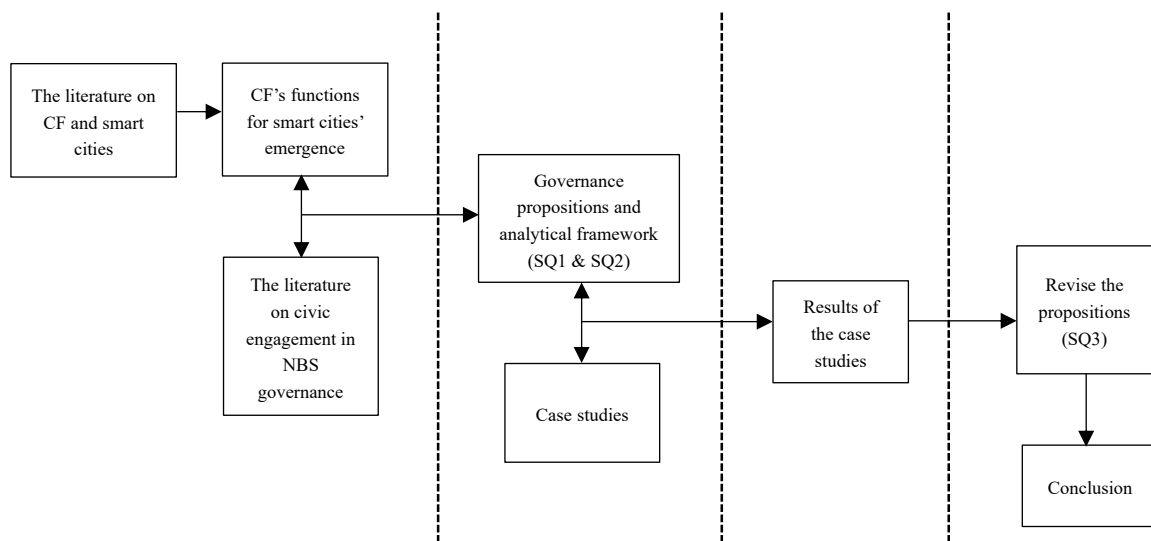 The literature on
CF and smart
cities
CF’s functions
for smart cities’
emergence
The literature
on civic
engagement in
NBS
governance
Governance
propositions and
analytical framework
(SQ1 & SQ2)
Case studies
Results of
the case
studies
Revise the
propositions
(SQ3)
Conclusion